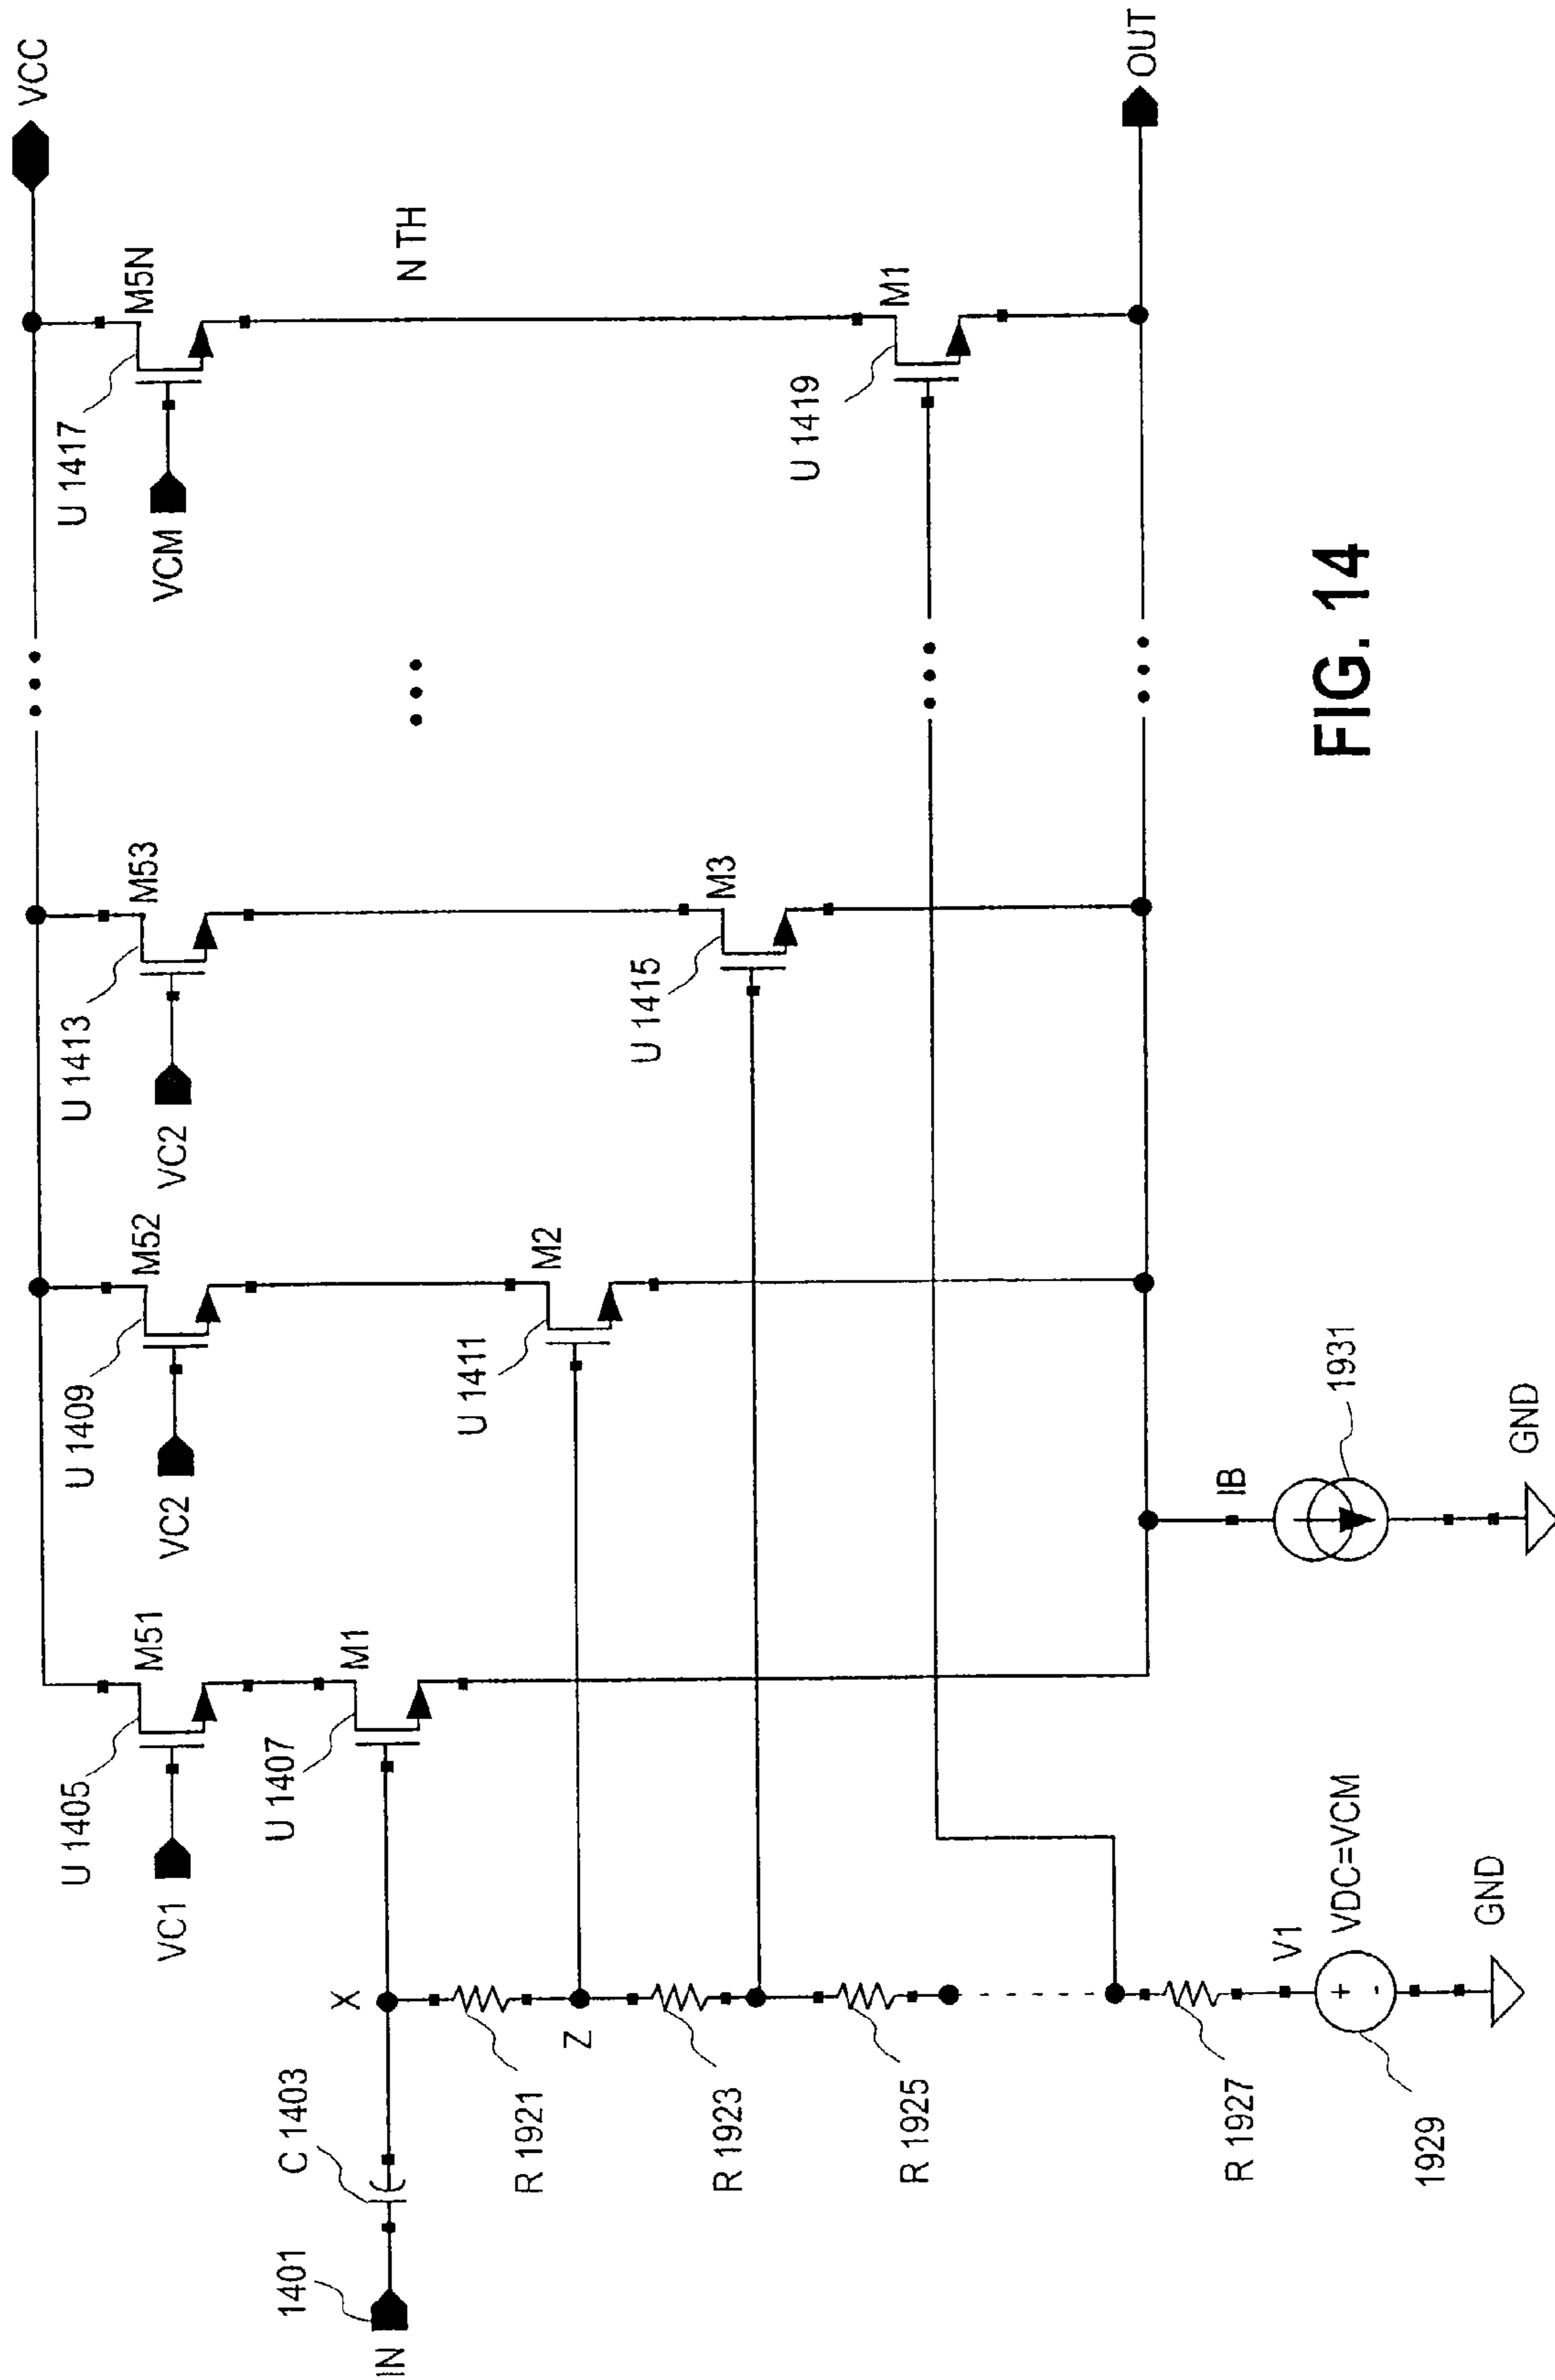 VCC
U 1405
M51
U 1409
M52
U 1413
M53
U 1417
M5N
VC1
VC2
VC2
VCM
N TH
1401
C 1403
X
U 1407
M1
IN
U 1411
M2
U 1415
M3
U 1419
M1
R 1921
Z
R 1923
R 1925
OUT
R 1927
V1
IB
1929
VDC=VCM
1931
+
-
GND
GND
FIG. 14